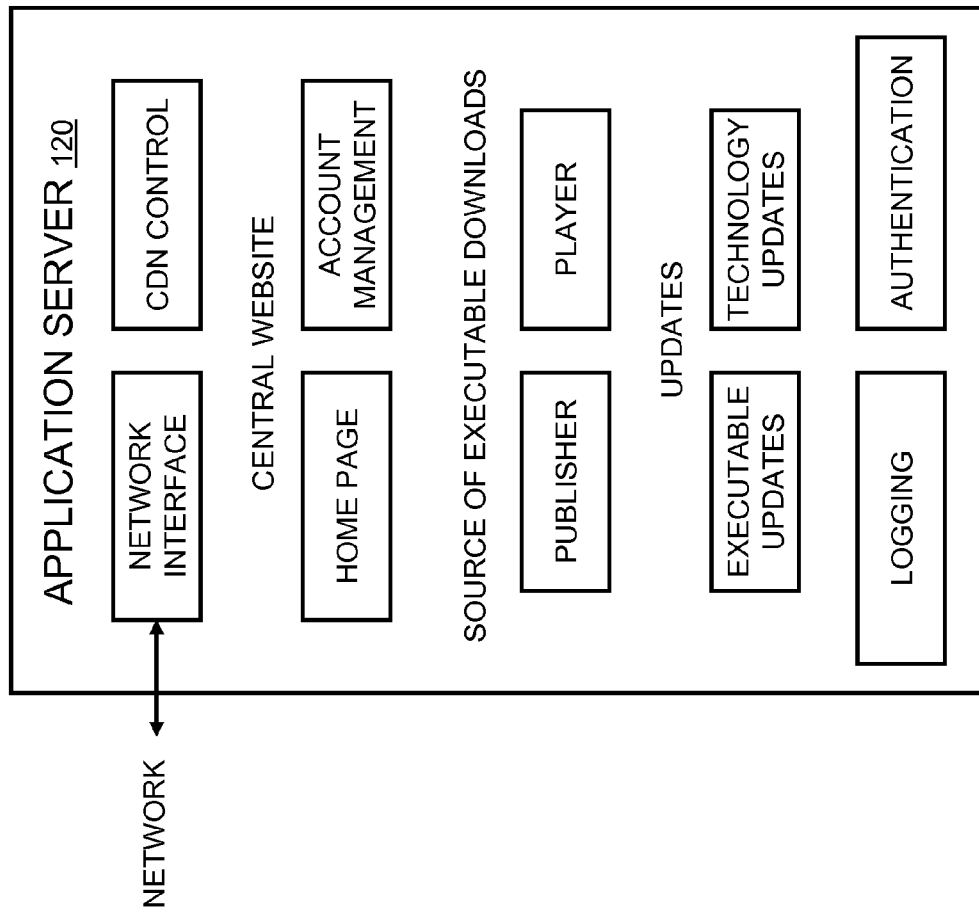 APPLICATION SERVER 120
NETWORK
NETWORK
INTERFACE
CDN CONTROL
CENTRAL WEBSITE
HOME PAGE
ACCOUNT
MANAGEMENT
SOURCE OF EXECUTABLE DOWNLOADS
PUBLISHER
PLAYER
UPDATES
EXECUTABLE
UPDATES
TECHNOLOGY
UPDATES
LOGGING
AUTHENTICATION